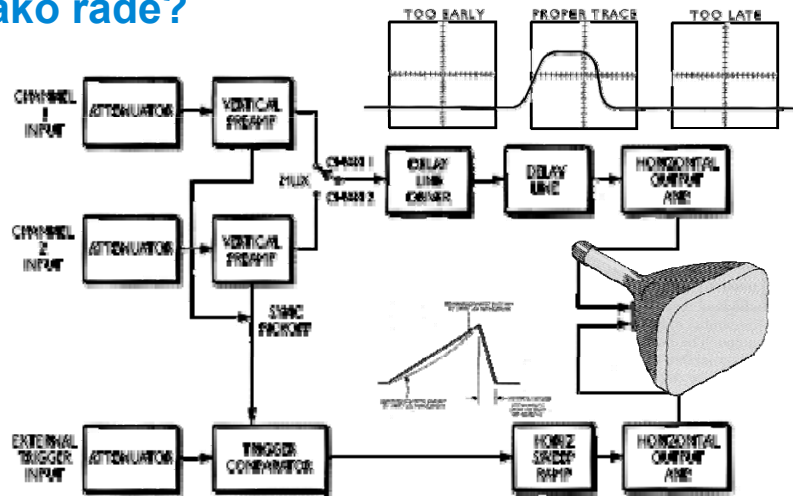 ako rade?
TOO EARLY
PROPER TRACE
TOO LATE
CHANNEL
1
INPUT
ATTENUATOR
VERTICAL
PREAMP
MUX
CHAN 1
CHAN 2
DELAY
LINE
DRIVER
DELAY
LINE
HORIZONTAL
OUTPUT
AMP
CHANNEL
2
INPUT
ATTENUATOR
VERTICAL
PREAMP
SYNC
PICKOFF
EXTERNAL
TRIGGER
INPUT
ATTENUATOR
TRIGGER
COMPARATOR
HORIZ
SWEEP
RAMP
HORIZONTAL
OUTPUT
AMP